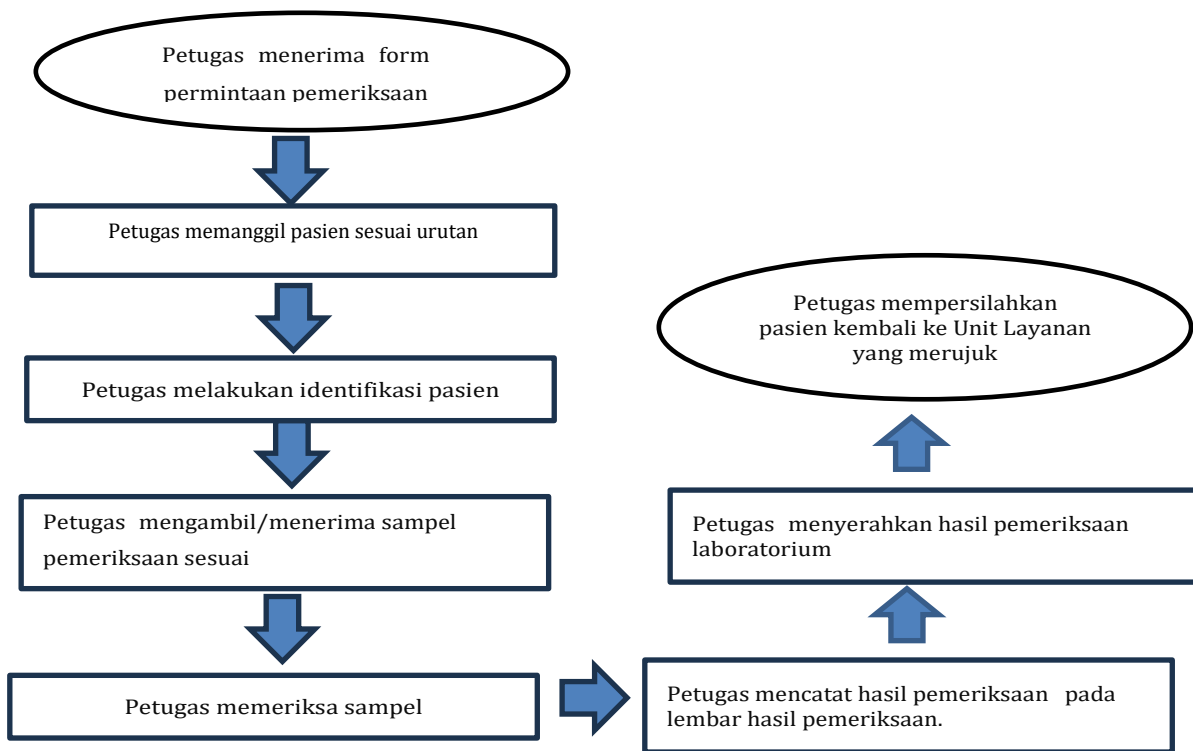 Petugas menerima form
permintaan pemeriksaan
Petugas memanggil pasien sesuai urutan
Petugas melakukan identifikasi pasien
Petugas mengambil/menerima sampel
pemeriksaan sesuai
Petugas memeriksa sampel
Petugas mencatat hasil pemeriksaan pada
lembar hasil pemeriksaan.
Petugas menyerahkan hasil pemeriksaan
laboratorium
Petugas mempersilahkan
pasien kembali ke Unit Layanan
yang merujuk